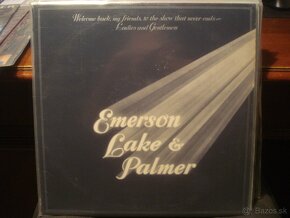 Welcome back, my friends, to the show that never ends ~
Ladies and Gentlemen
Emerson
Lake &
Palmer
bazos.sk